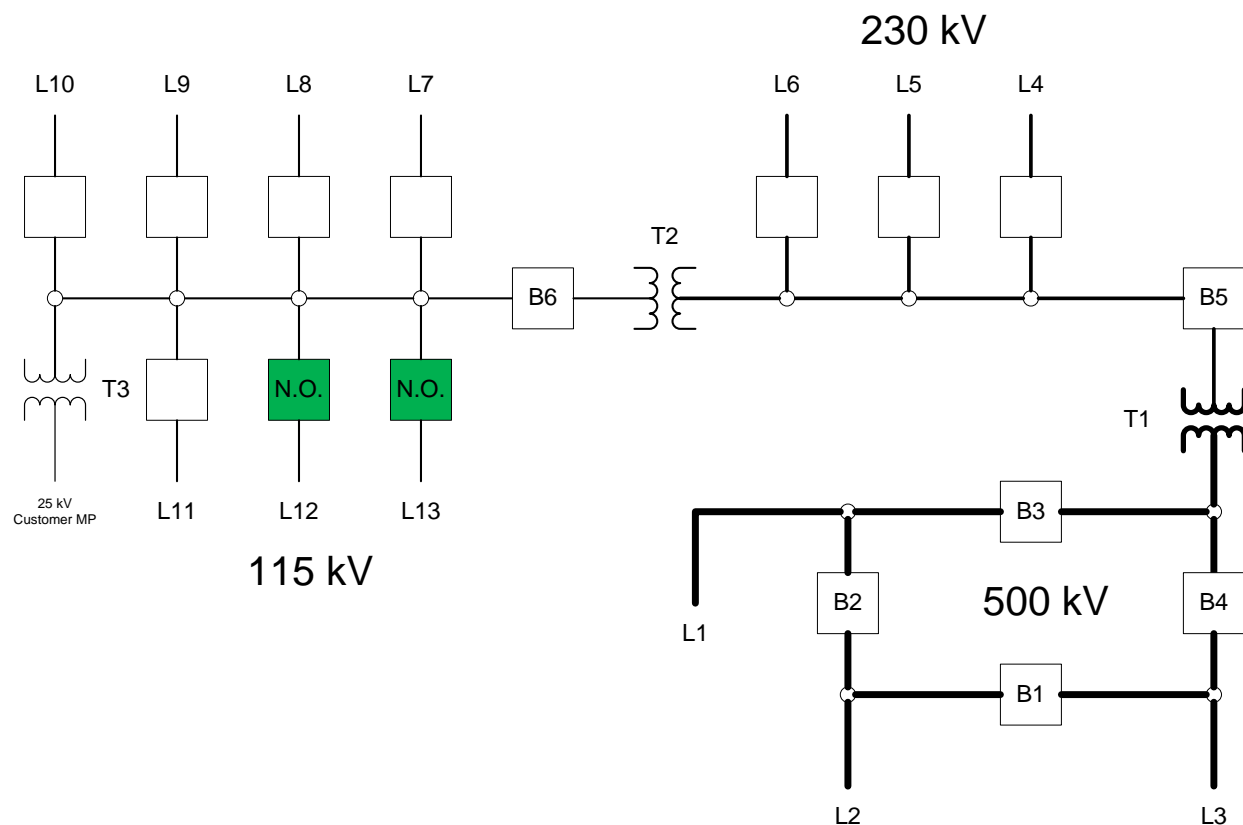 230 kV
L10
L9
L8
L7
L6
L5
L4
T2
B6
B5
T3
N.O.
N.O.
T1
25 kV
Customer MP
L11
L12
L13
B3
115 kV
B2
500 kV
B4
L1
B1
L2
L3